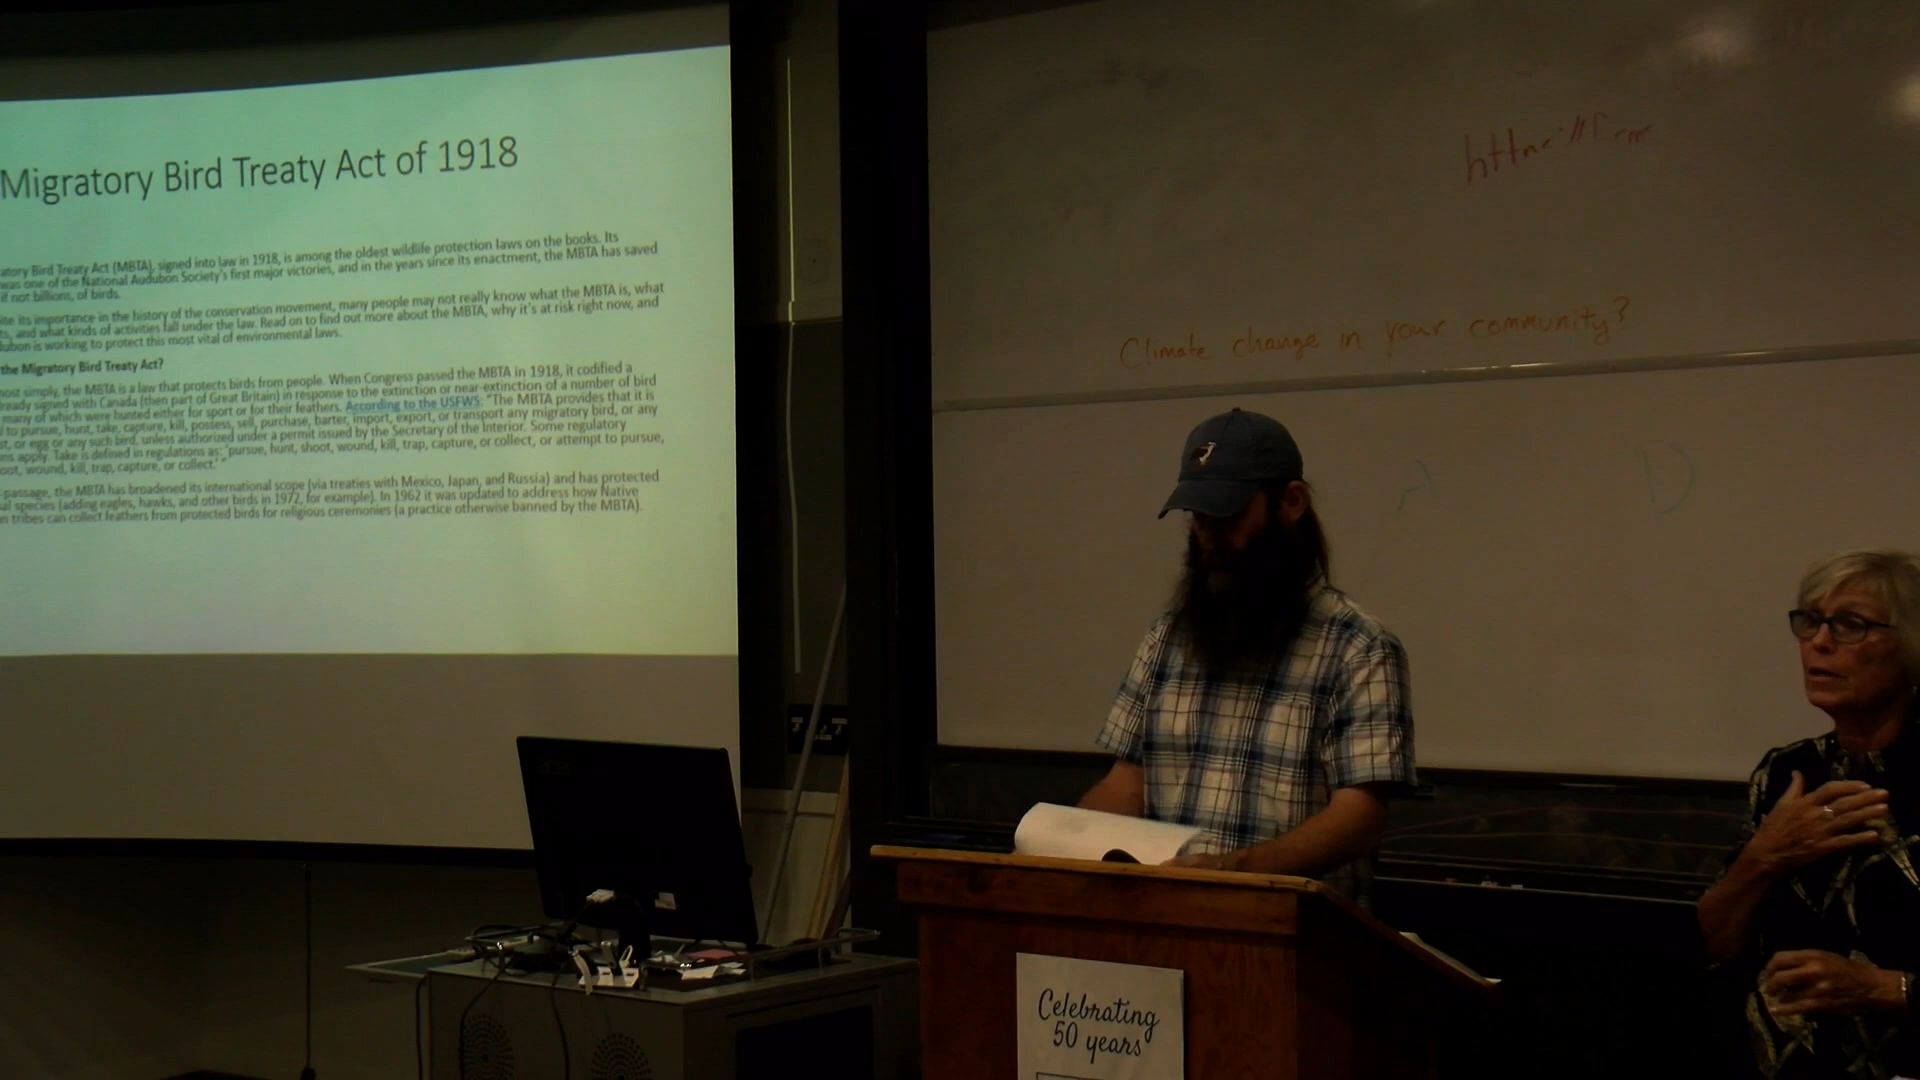 Migratory Bird Treaty Act of 1918
atory Bird Treaty Act (MBTA), signed into law in 1918, is among the oldest wildlife protection laws on the books. Its
was one of the National Audubon Society's first major victories, and in the years since its enactment, the MBTA has saved
if not billions, of birds.
ite its importance in the history of the conservation movement, many people may not really know what the MBTA is, what
ts, and what kinds of activities fall under the law. Read on to find out more about the MBTA, why it's at risk right now, and
dubon is working to protect this most vital of environmental laws.
the Migratory Bird Treaty Act?
most simply, the MBTA is a law that protects birds from people. When Congress passed the MBTA in 1918, it codified a
lready signed with Canada (then part of Great Britain) in response to the extinction or near-extinction of a number of bird
many of which were hunted either for sport or for their feathers. According to the USFWS: "The MBTA provides that it is
l to pursue, hunt, take, capture, kill, possess, sell, purchase, barter, import, export, or transport any migratory bird, or any
st, or egg or any such bird, unless authorized under a permit issued by the Secretary of the Interior. Some regulatory
ns apply. Take is defined in regulations as: 'pursue, hunt, shoot, wound, kill, trap, capture, or collect, or attempt to pursue,
oot, wound, kill, trap, capture, or collect.' "
passage, the MBTA has broadened its international scope (via treaties with Mexico, Japan, and Russia) and has protected
al species (adding eagles, hawks, and other birds in 1972, for example). In 1962 it was updated to address how Native
n tribes can collect feathers from protected birds for religious ceremonies (a practice otherwise banned by the MBTA).
Climate change in your community?
D
acer
Celebrating
50 years